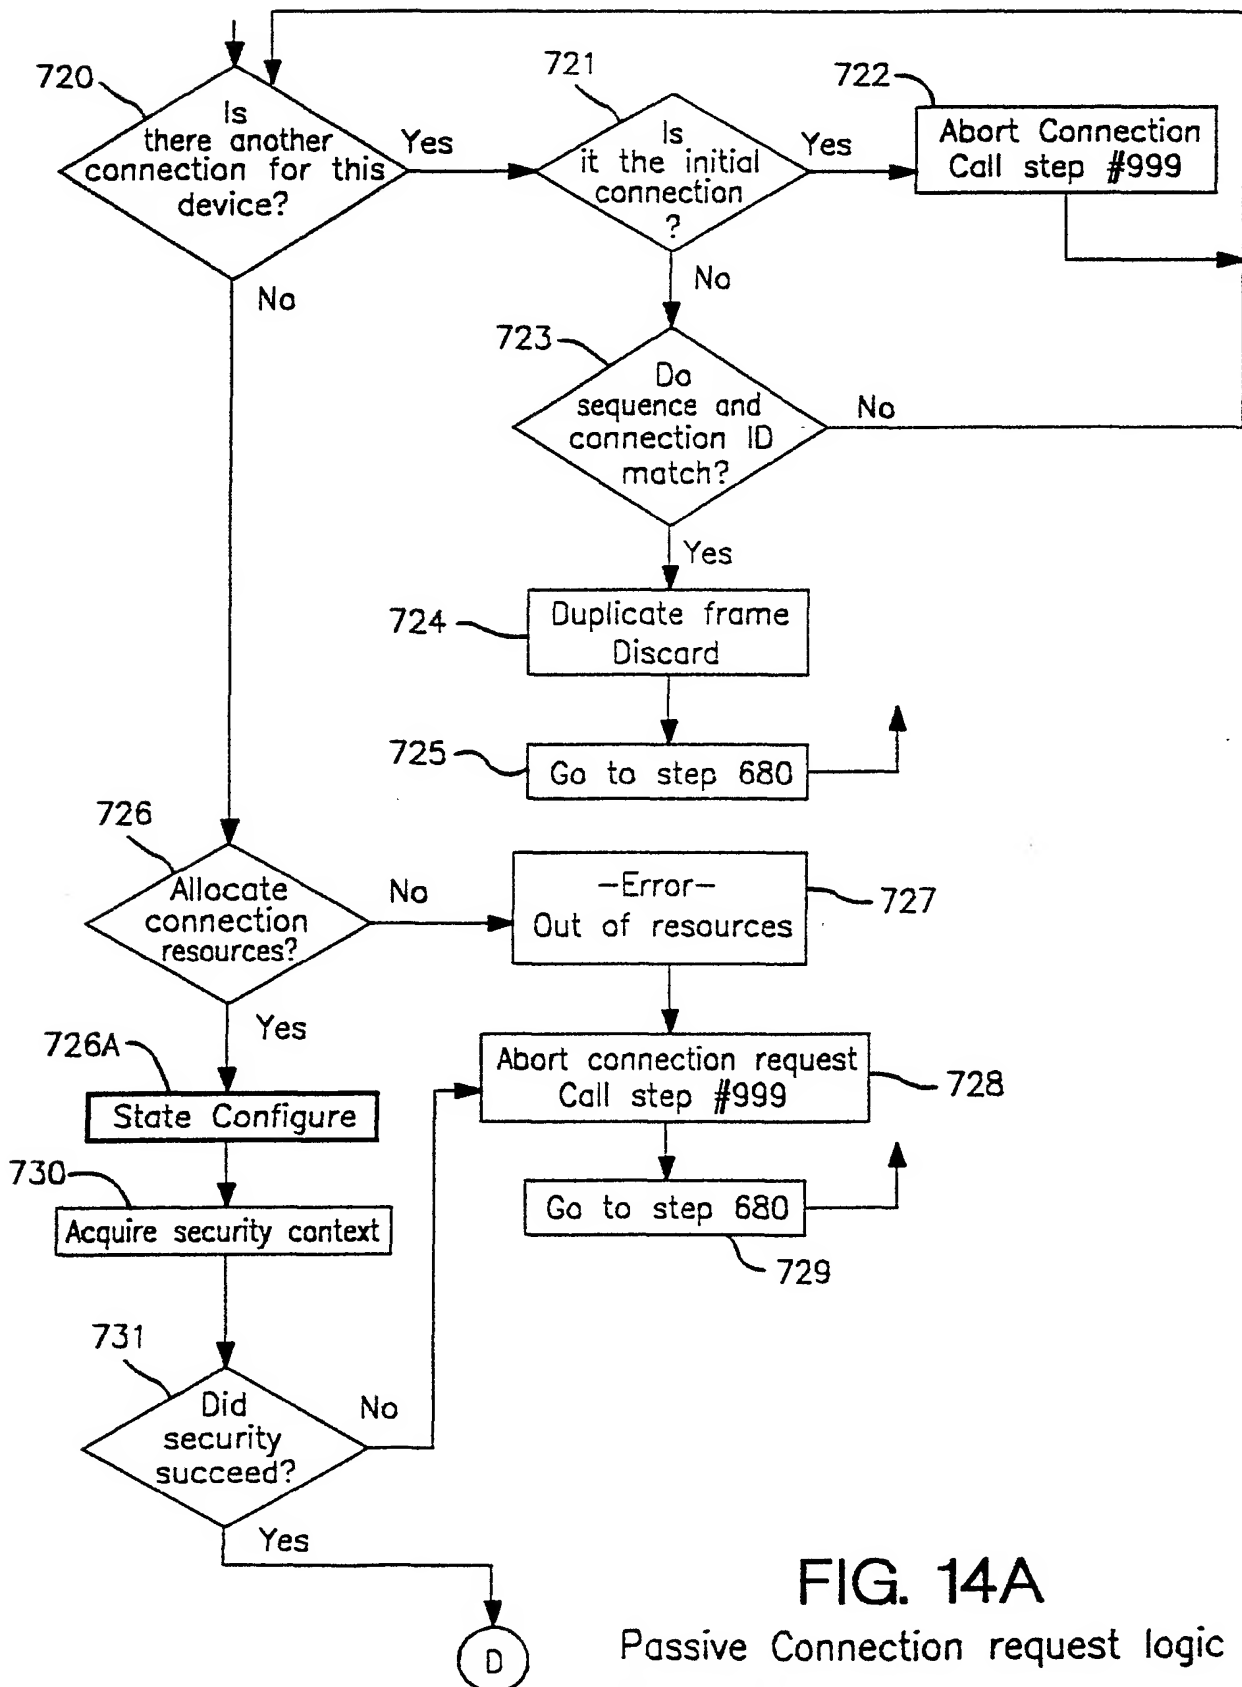 720
Is
there another
connection for this
device?
Yes
No
721
Is
it the initial
connection
?
Yes
No
722
Abort Connection
Call step #999
723
Do
sequence and
connection ID
match?
No
Yes
724
Duplicate frame
Discard
725
Go to step 680
726
Allocate
connection
resources?
No
Yes
-Error-
Out of resources
727
726A
State Configure
Abort connection request
Call step #999
728
730
Acquire security context
Go to step 680
729
731
Did
security
succeed?
No
Yes
D
FIG. 14A
Passive Connection request logic